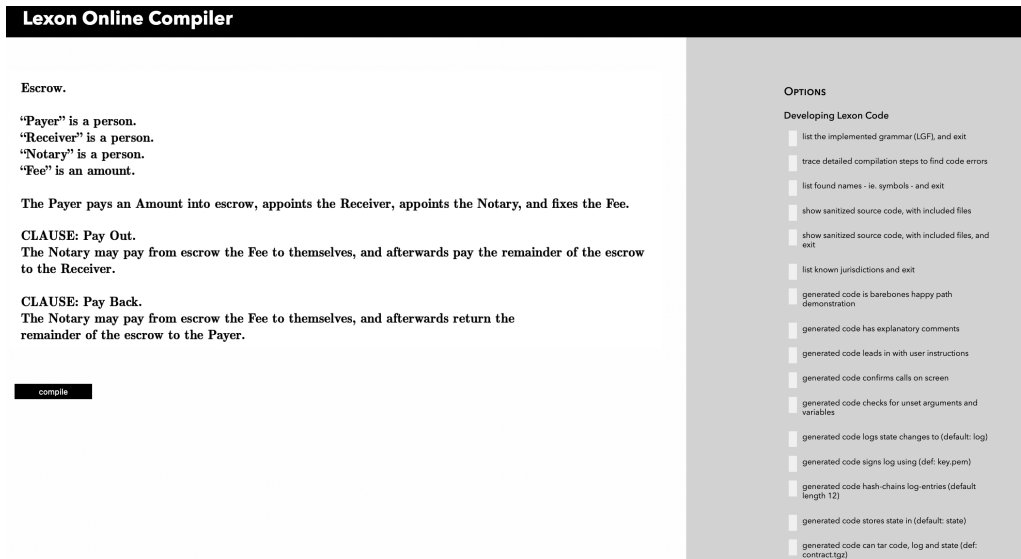 Lexon Online Compiler
Escrow.
“Payer” is a person.
“Receiver” is a person.
“Notary” is a person.
“Fee” is an amount.
The Payer pays an Amount into escrow, appoints the Receiver, appoints the Notary, and fixes the Fee.
CLAUSE: Pay Out.
The Notary may pay from escrow the Fee to themselves, and afterwards pay the remainder of the escrow
to the Receiver.
CLAUSE: Pay Back.
The Notary may pay from escrow the Fee to themselves, and afterwards return the
remainder of the escrow to the Payer.
compile
OPTIONS
Developing Lexon Code
list the implemented grammar (LGF), and exit
trace detailed compilation steps to find code errors
list found names - ie. symbols - and exit
show sanitized source code, with included files
show sanitized source code, with included files, and
exit
list known jurisdictions and exit
generated code is barebones happy path
demonstration
generated code has explanatory comments
generated code leads in with user instructions
generated code confirms calls on screen
generated code checks for unset arguments and
variables
generated code logs state changes to (default: log)
generated code signs log using (def: key.pem)
generated code hash-chains log-entries (default
length 12)
generated code stores state in (default: state)
generated code can tar code, log and state (def:
contract.tgz)